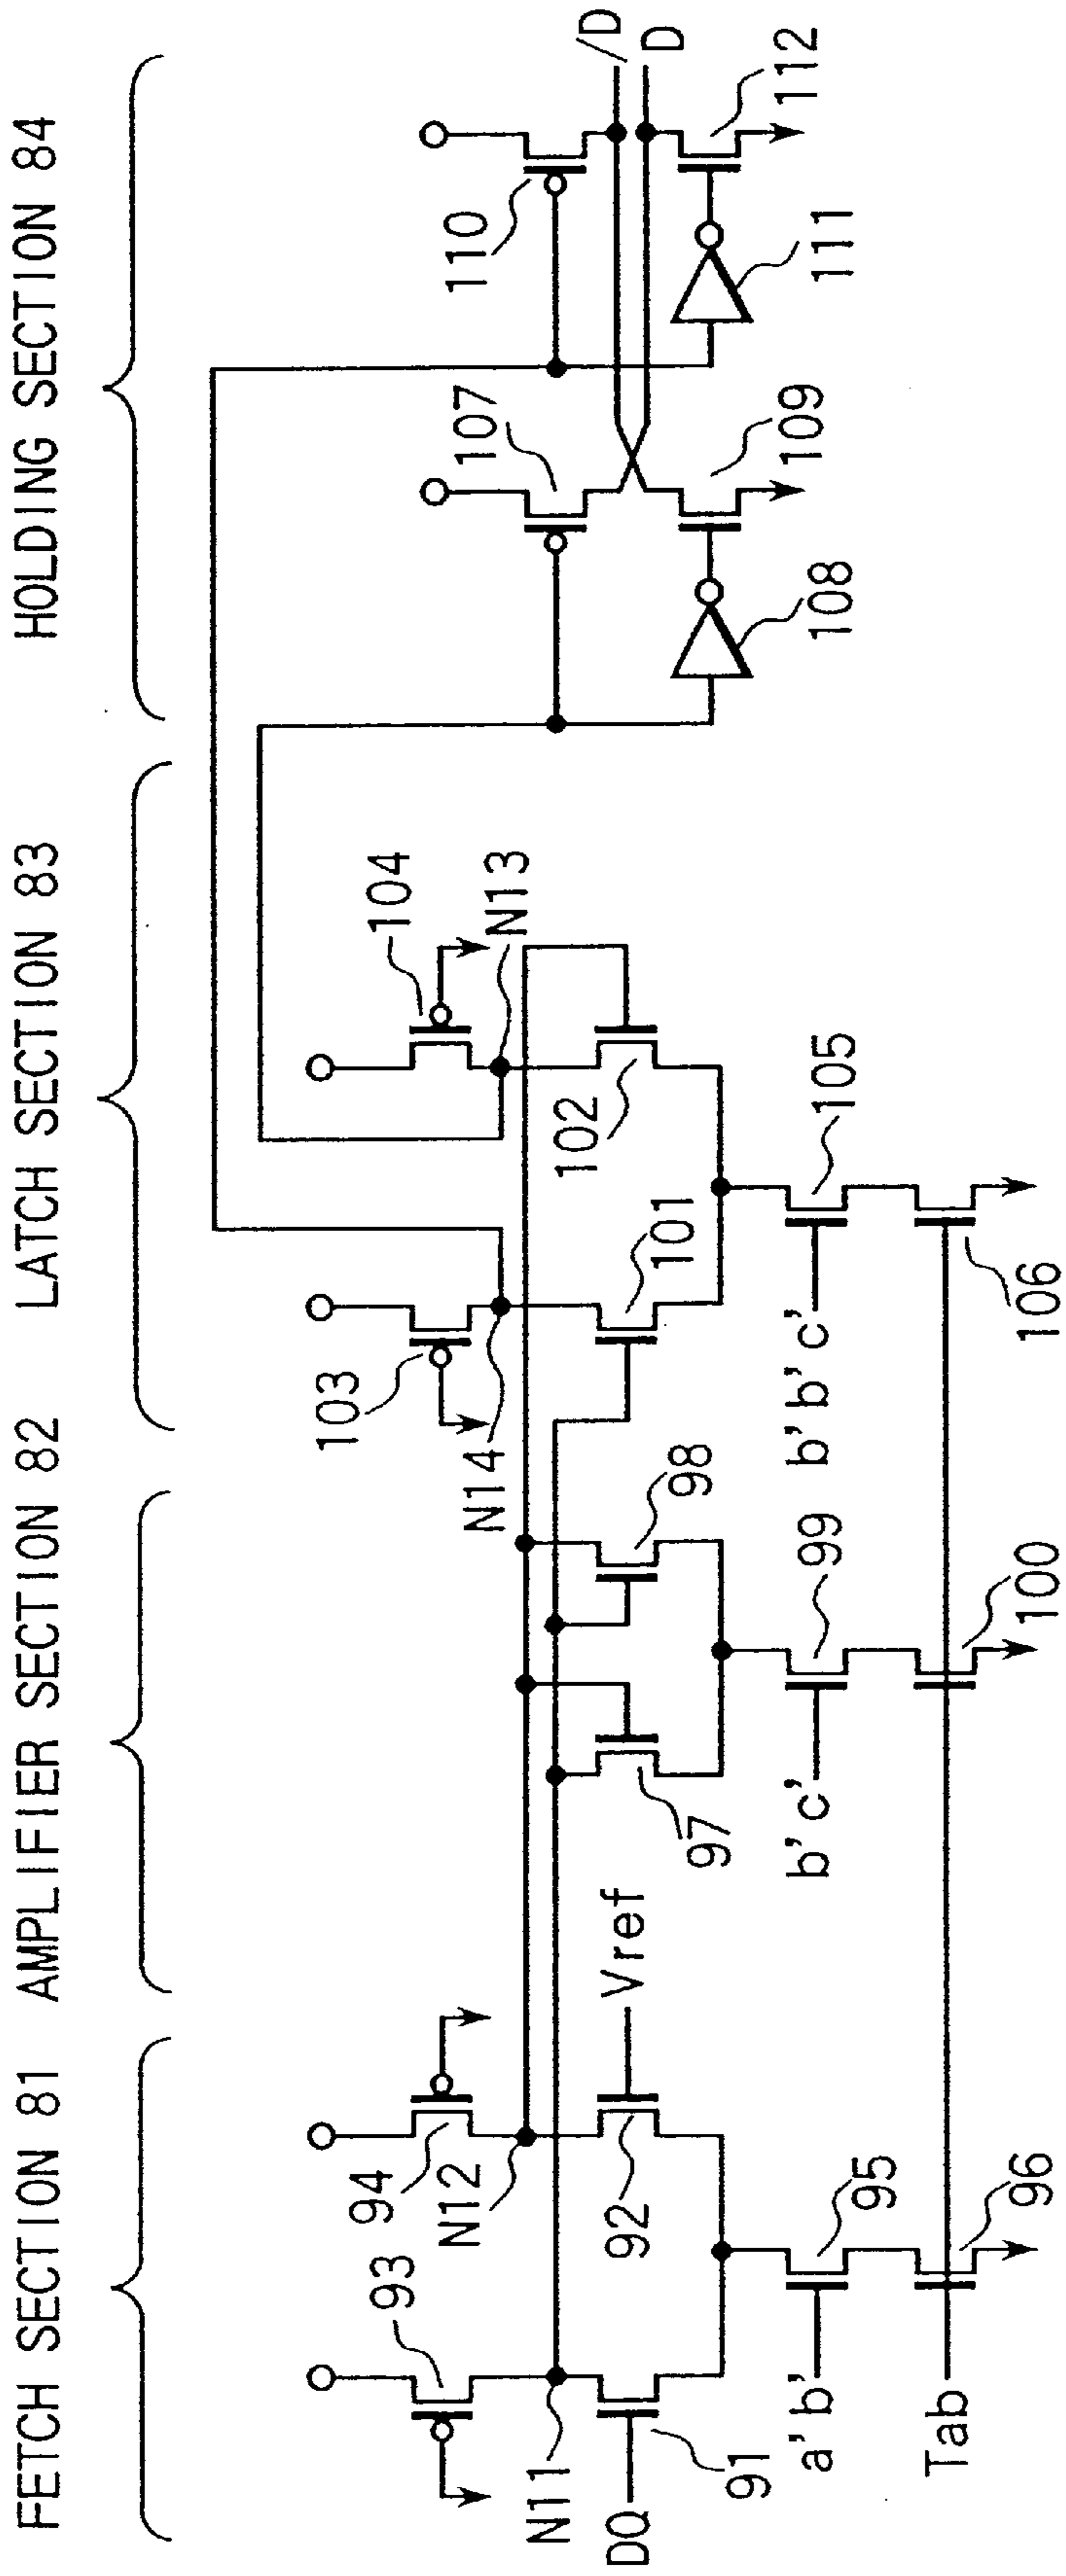 FETCH SECTION 81
AMPLIFIER SECTION 82
LATCH SECTION 83
HOLDING SECTION 84
93
94
N11
N12
DQ
91
92
Vref
a'b'
95
Tab
96
97
98
b'c'
99
100
103
104
N14
N13
101
102
b'b'c'
105
106
107
108
109
110
111
112
/D
D